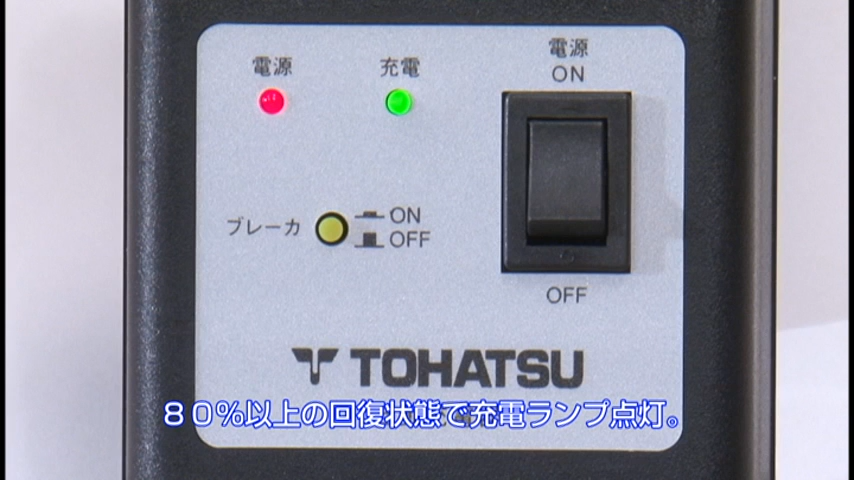 電源
充電
電源
ON
ブレーカ
ON
OFF
OFF
TOHATSU
８０％以上の回復状態で充電ランプ点灯。